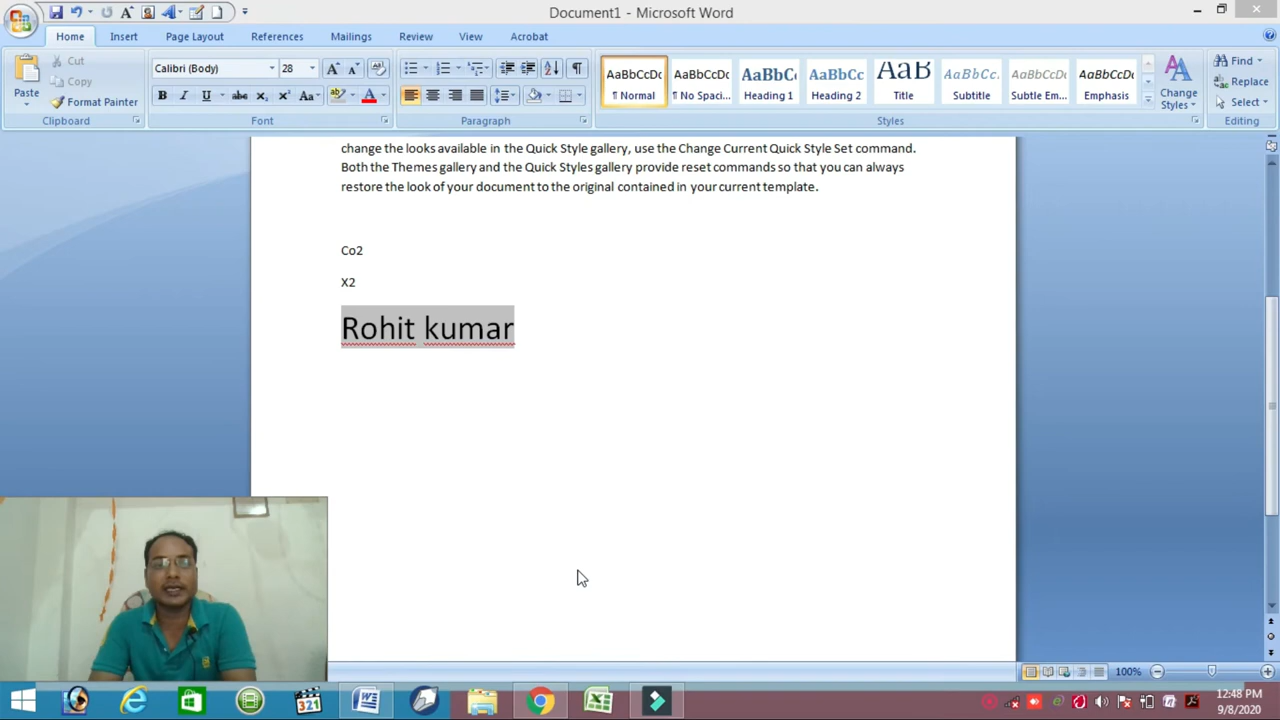 Document1 - Microsoft Word
Home Insert Page Layout References Mailings Review View Acrobat
Paste
Cut
Copy
Format Painter
Clipboard
Calibri (Body) 28
Font
Paragraph
AaBbCcDc AaBbCcDc AaBbC AaBbCc AaB AaBbCc. AaBbCcDc AaBbCcDc
¶ Normal ¶ No Spaci... Heading 1 Heading 2 Title Subtitle Subtle Em... Emphasis
Change
Styles
Styles
Find
Replace
Select
Editing
change the looks available in the Quick Style gallery, use the Change Current Quick Style Set command.
Both the Themes gallery and the Quick Styles gallery provide reset commands so that you can always
restore the look of your document to the original contained in your current template.
Co2
X2
Rohit kumar
100%
321
12:48 PM
9/8/2020